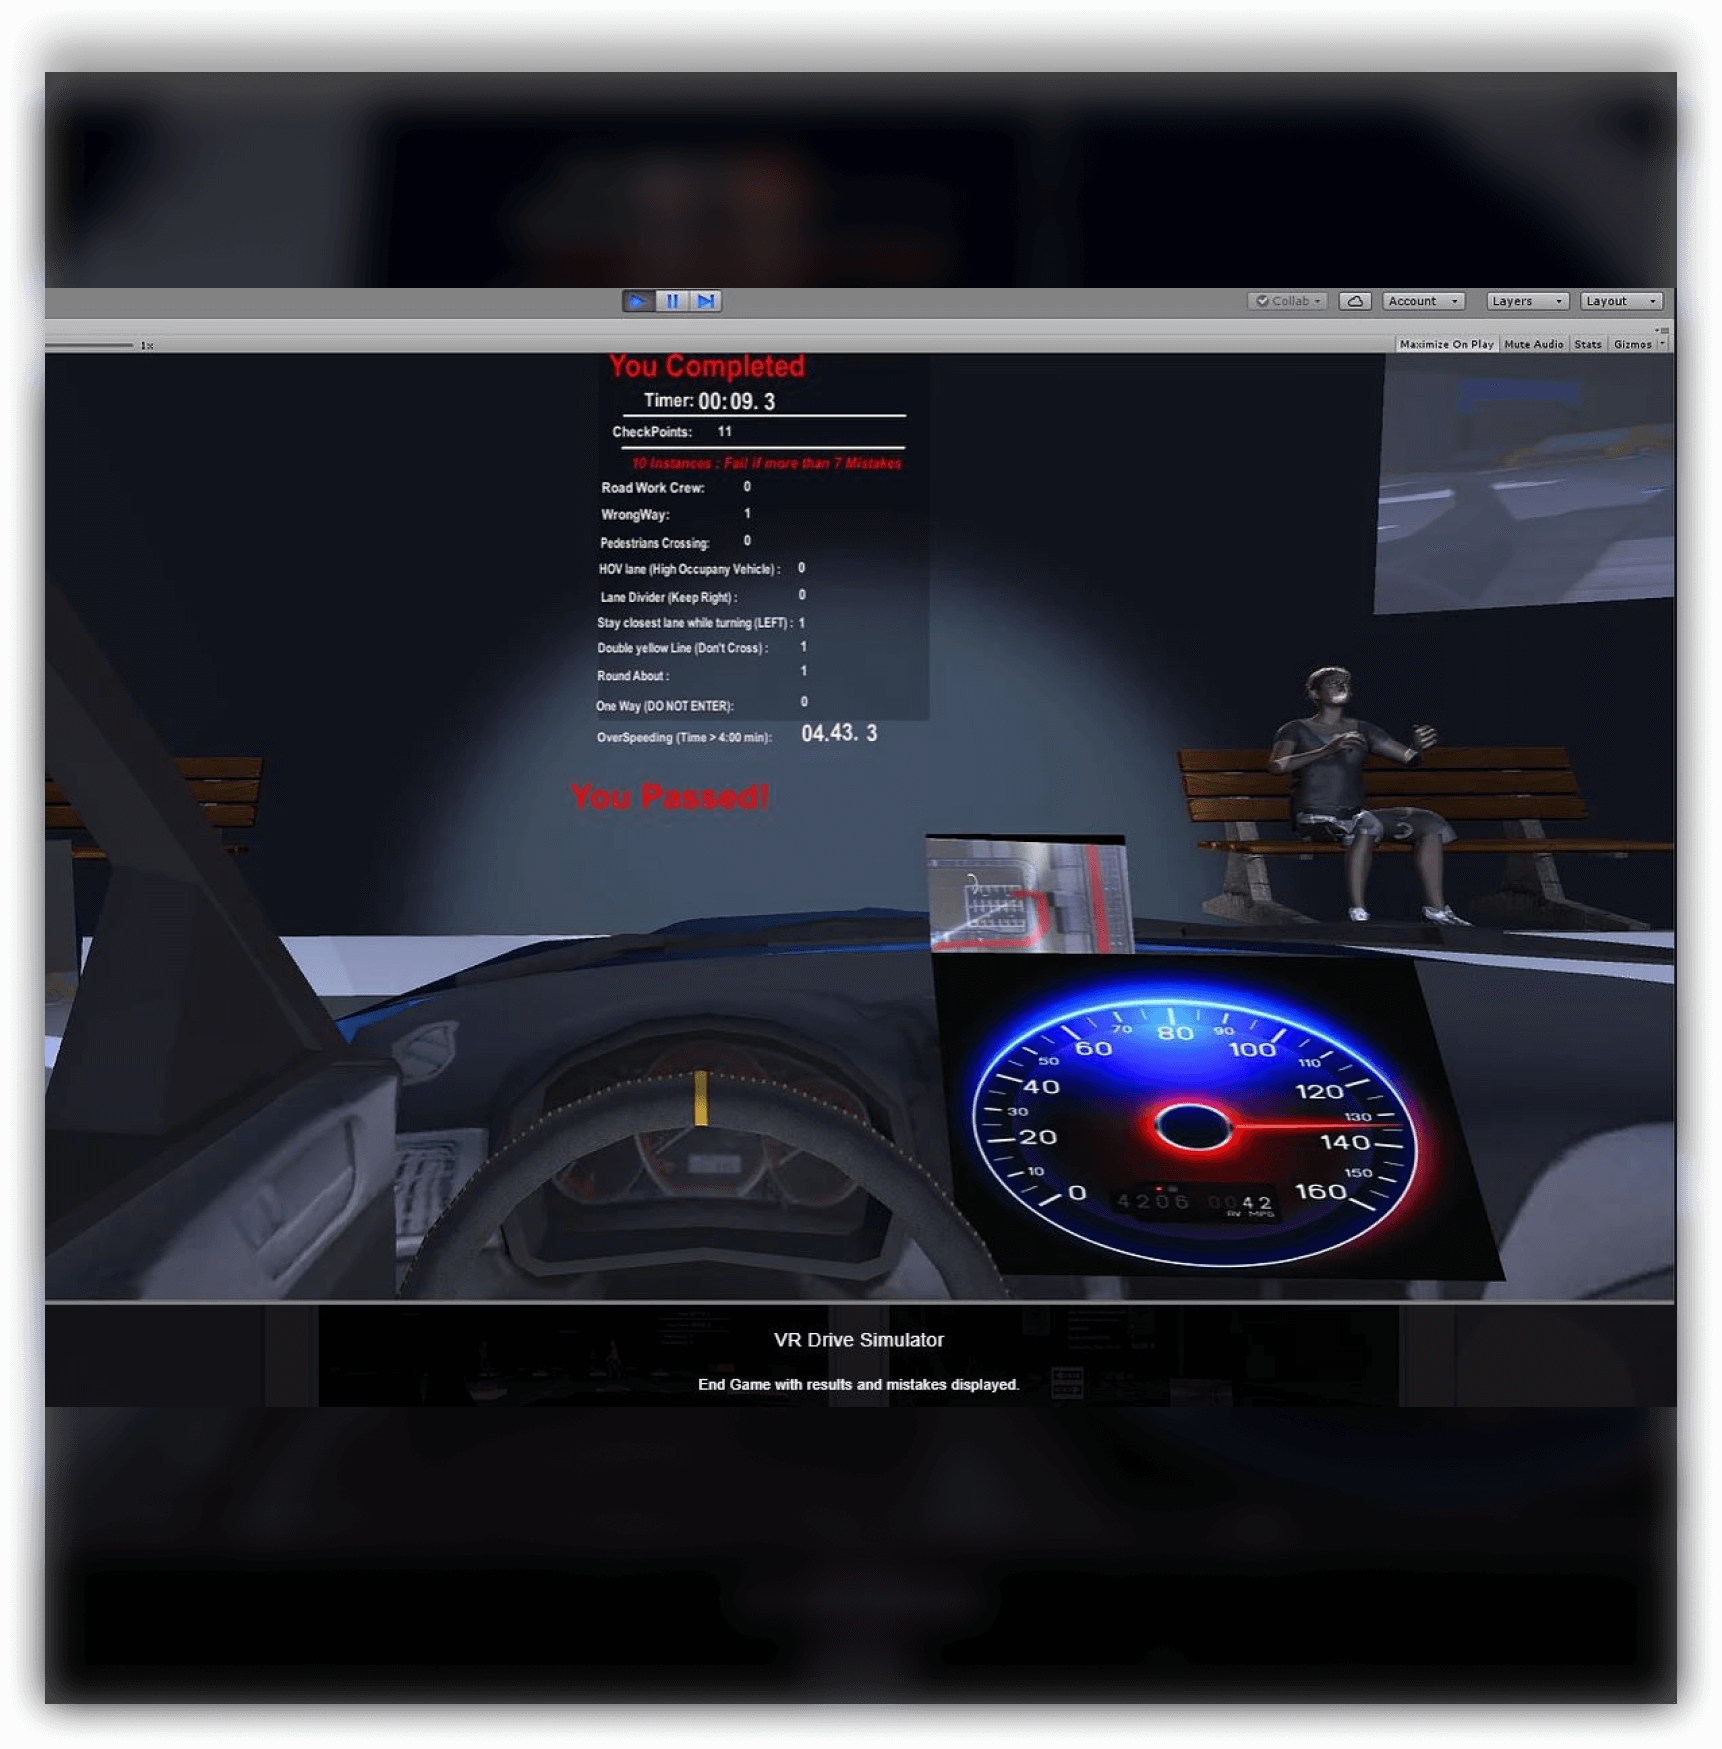 Collab Account Layers Layout
1x Maximize On Play Mute Audio Stats Gizmos
You Completed
Timer: 00:09. 3
CheckPoints: 11
10 Instances : Fail if more than 7 Mistakes
Road Work Crew: 0
WrongWay: 1
Pedestrians Crossing: 0
HOV lane (High Occupany Vehicle) : 0
Lane Divider (Keep Right) : 0
Stay closest lane while turning (LEFT) : 1
Double yellow Line (Don't Cross) : 1
Round About : 1
One Way (DO NOT ENTER): 0
OverSpeeding (Time > 4:00 min): 04.43. 3
You Passed!
0 10 20 30 40 50 60 70 80 90 100 110 120 130 140 150 160
4206 0042
AV MPG
VR Drive Simulator
End Game with results and mistakes displayed.